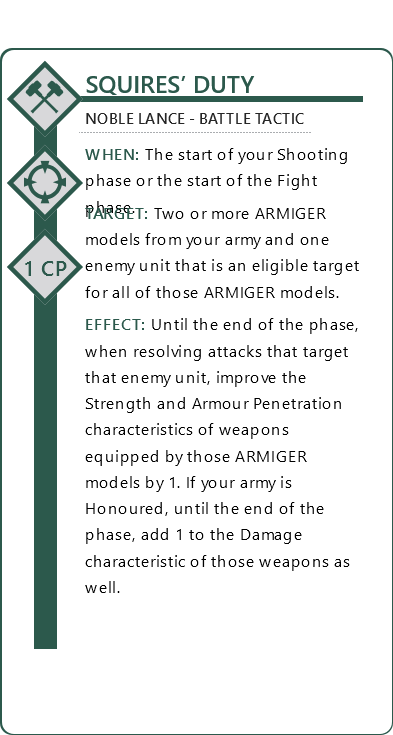 SQUIRES’ DUTY
NOBLE LANCE - BATTLE TACTIC
WHEN: The start of your Shooting
phase or the start of the Fight
phase.
TARGET: Two or more ARMIGER
models from your army and one
enemy unit that is an eligible target
1 CP
for all of those ARMIGER models.
EFFECT: Until the end of the phase,
when resolving attacks that target
that enemy unit, improve the
Strength and Armour Penetration
characteristics of weapons
equipped by those ARMIGER
models by 1. If your army is
Honoured, until the end of the
phase, add 1 to the Damage
characteristic of those weapons as
well.